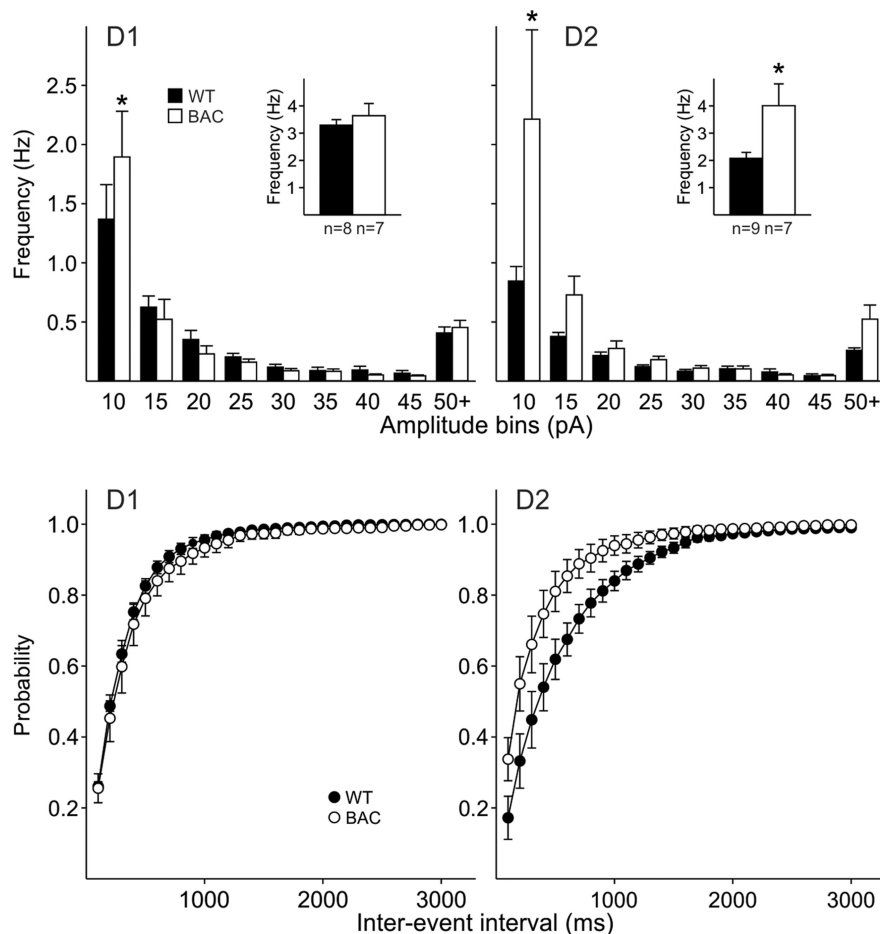 D1
D2
*
*
*
WT
BAC
Frequency (Hz)
2.5
2.0
1.5
1.0
0.5
Frequency (Hz)
4
3
2
1
n=8 n=7
Frequency (Hz)
4
3
2
1
n=9 n=7
10 15 20 25 30 35 40 45 50+
10 15 20 25 30 35 40 45 50+
Amplitude bins (pA)
D1
D2
Probability
1.0
0.8
0.6
0.4
0.2
1.0
0.8
0.6
0.4
0.2
WT
BAC
1000 2000 3000
1000 2000 3000
Inter-event interval (ms)